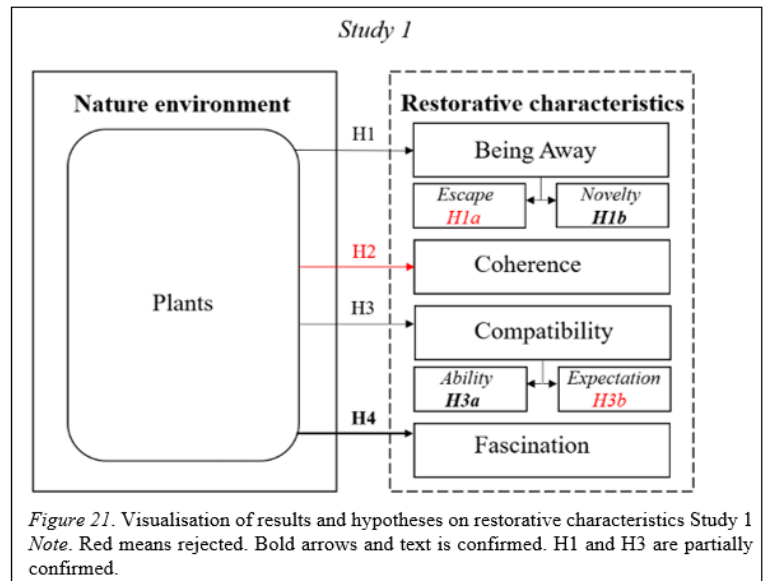 Study 1
Nature environment
Restorative characteristics
H1
Being Away
Escape
H1a
Novelty
H1b
H2
Coherence
Plants
H3
Compatibility
Ability
H3a
Expectation
H3b
H4
Fascination
Figure 21. Visualisation of results and hypotheses on restorative characteristics Study 1
Note. Red means rejected. Bold arrows and text is confirmed. H1 and H3 are partially
confirmed.